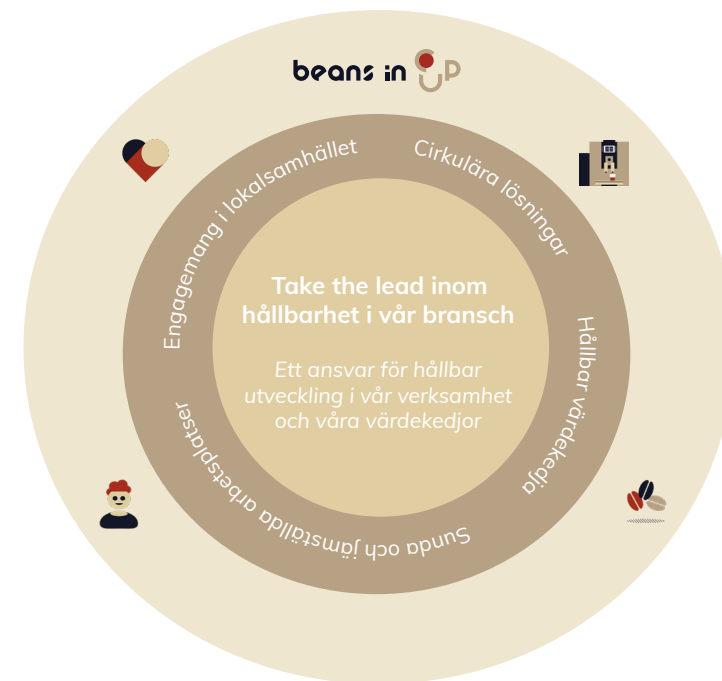 beans in cup
Engagemang i lokalsamhället
Cirkulära lösningar
Hållbar värdekedja
Sunda och jämställda arbetsplatser
Take the lead inom
hållbarhet i vår bransch
Ett ansvar för hållbar
utveckling i vår verksamhet
och våra värdekedjor